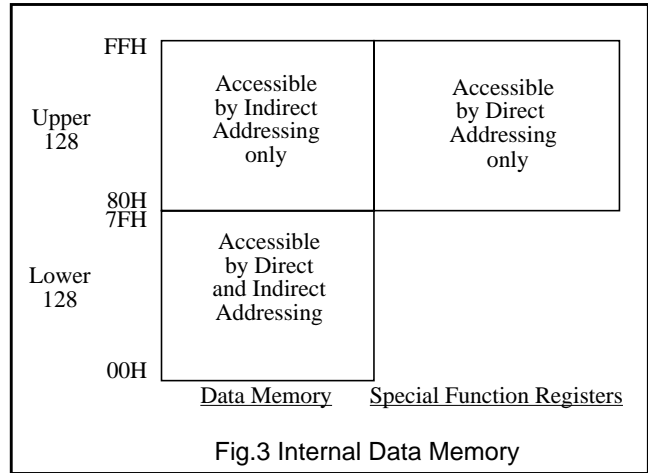 FFH
Upper
128
80H
7FH
Lower
128
00H
Accessible
by Indirect
Addressing
only
Accessible
by Direct
Addressing
only
Accessible
by Direct
and Indirect
Addressing
Data Memory
Special Function Registers
Fig.3 Internal Data Memory